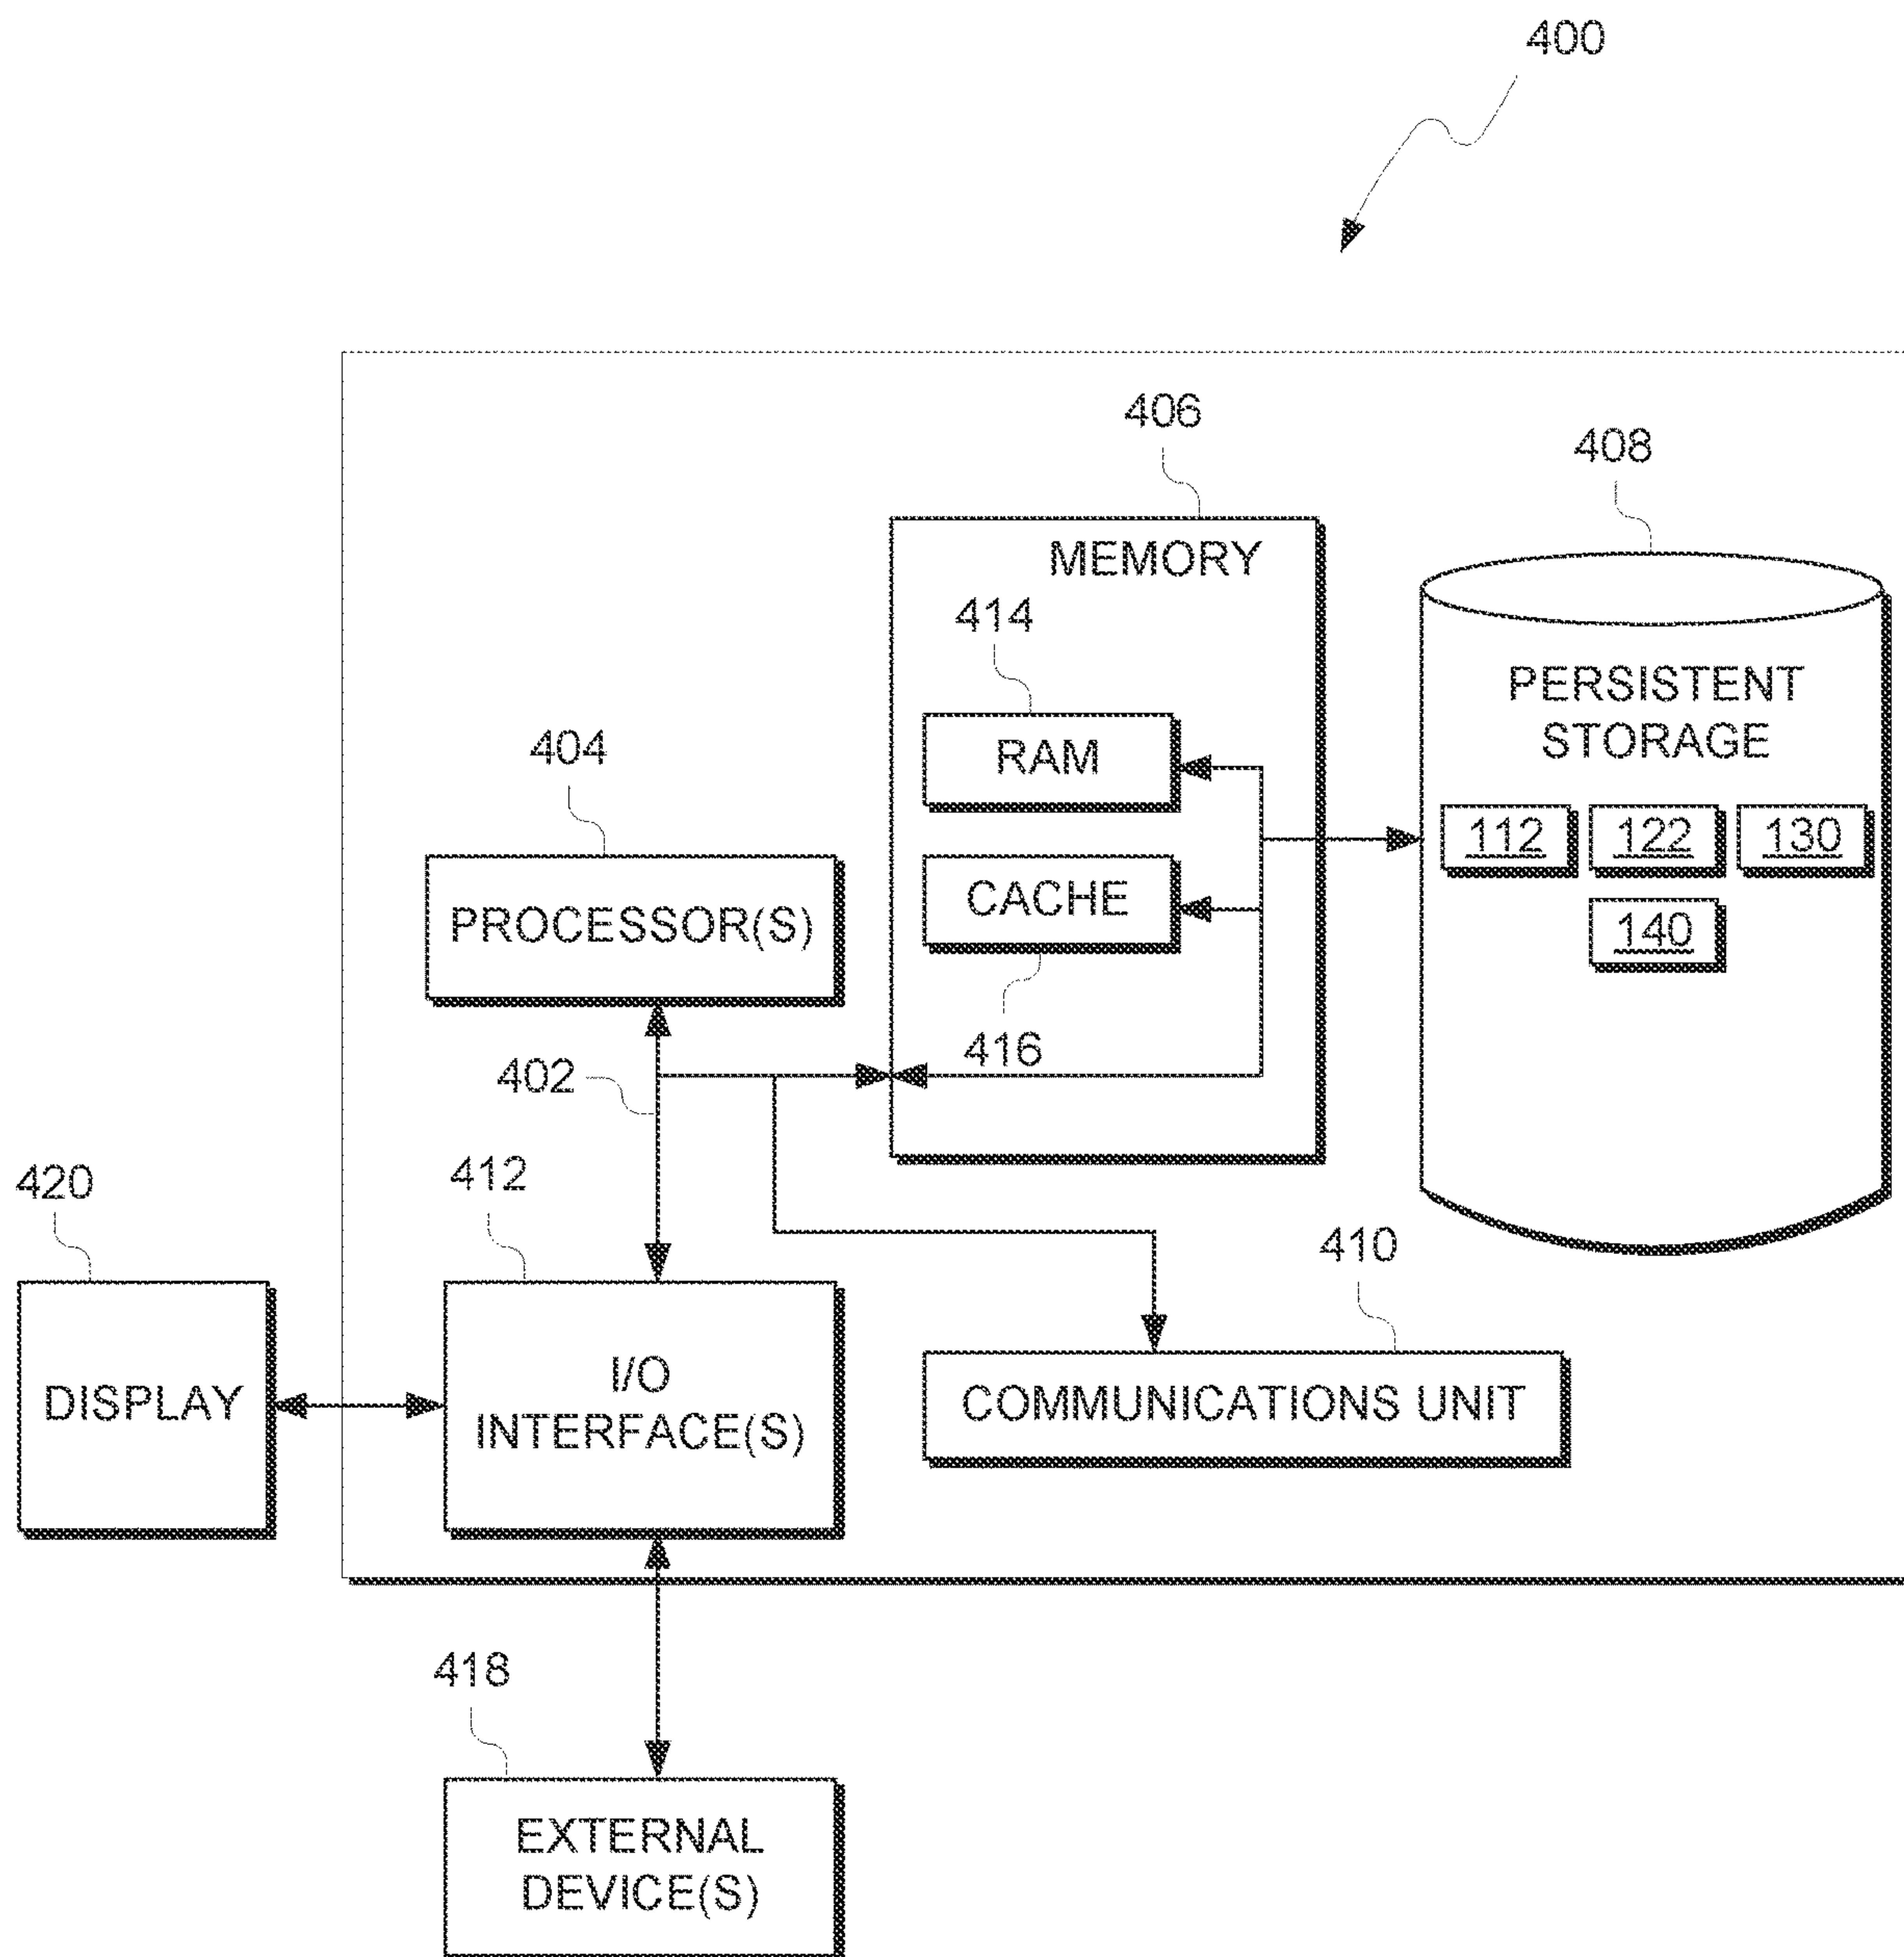 400
406
408
MEMORY
414
PERSISTENT
STORAGE
RAM
404
112
122
130
CACHE
PROCESSOR(S)
140
416
402
412
420
410
I/O
INTERFACE(S)
DISPLAY
COMMUNICATIONS UNIT
418
EXTERNAL
DEVICE(S)